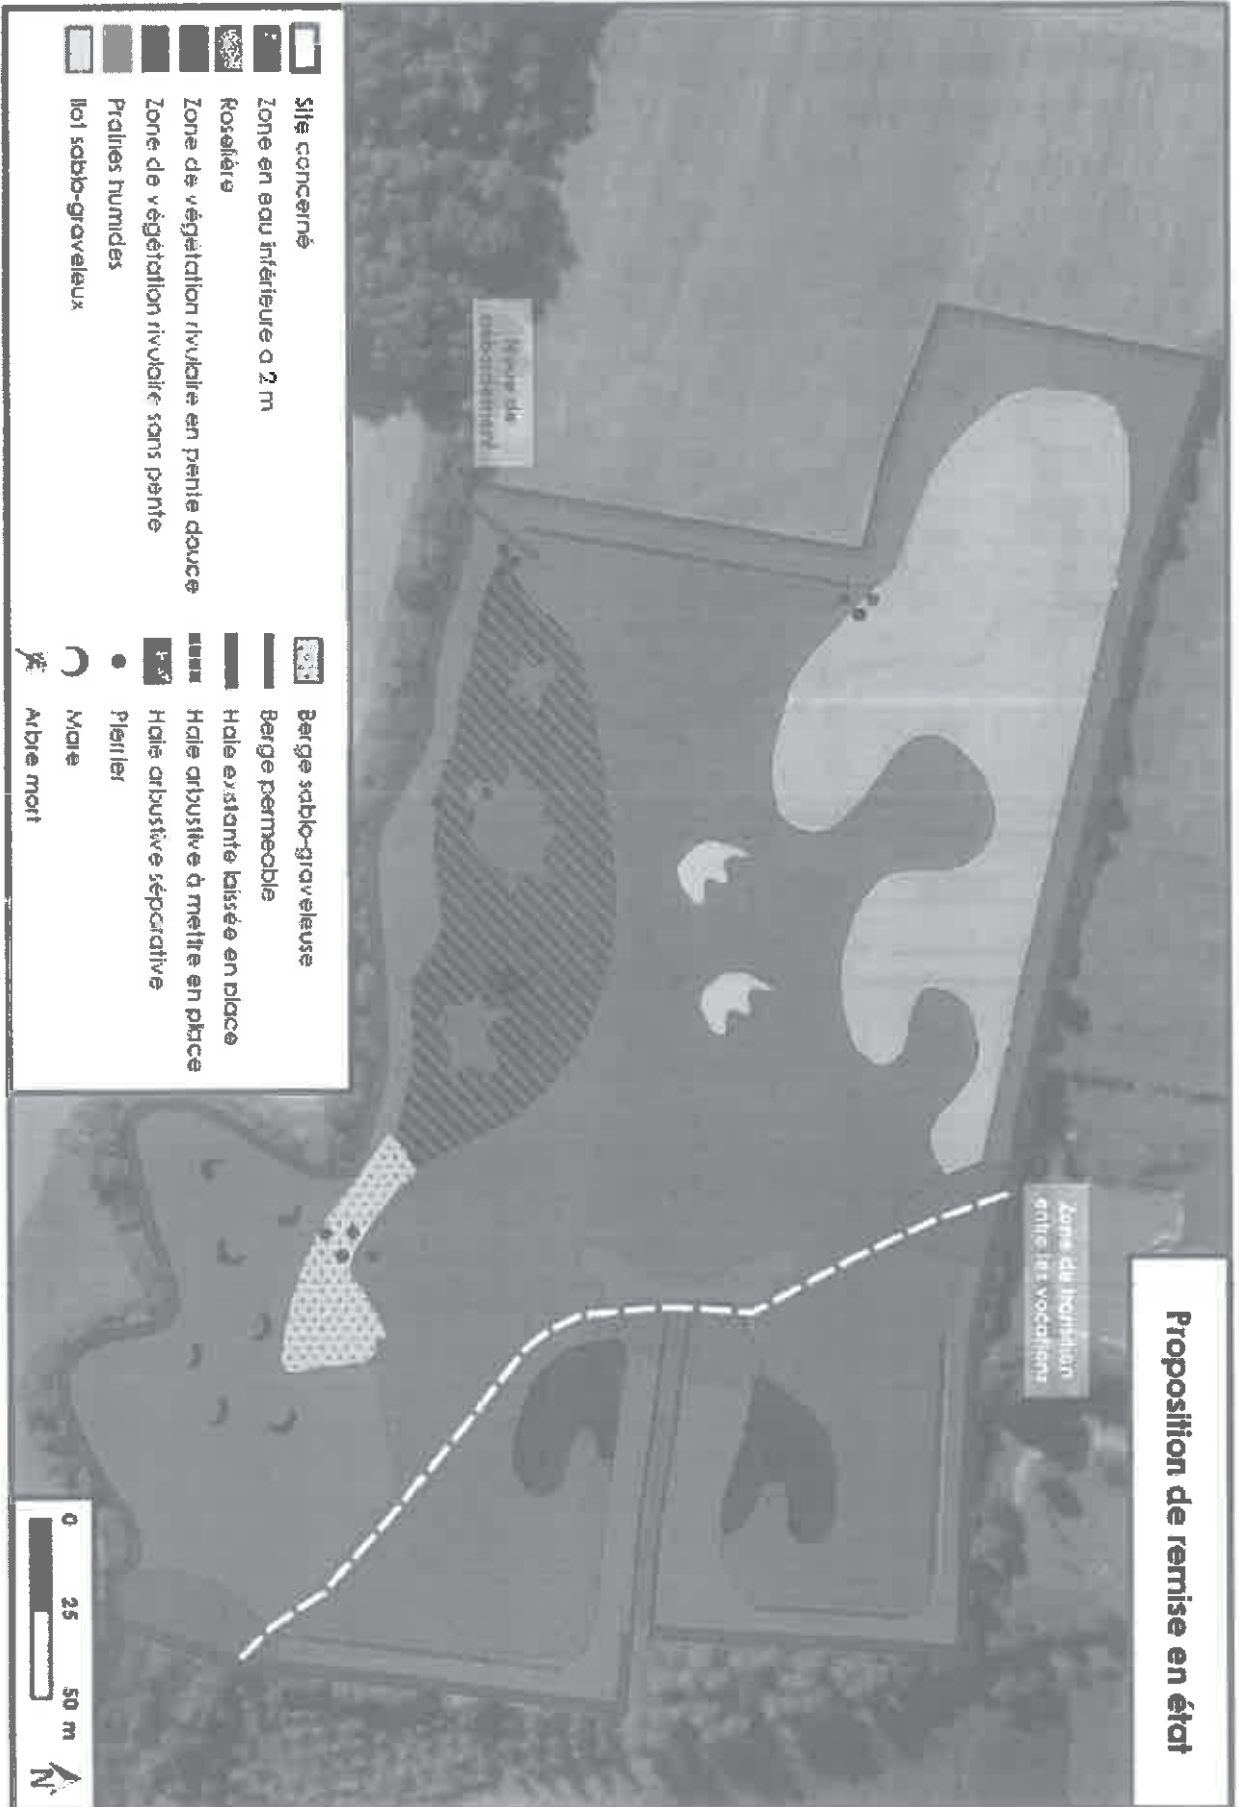 Proposition de remise en état
Zone de transition
entre les vocations
débordement
Site concerné
Zone en eau inférieure a 2 m
Roselière
Zone de végétation rivulaire en pente douce
Zone de végétation rivulaire sans pente
Prairies humides
Ilot sablo-graveleux
Berge sablo-graveleuse
Berge permeable
Haie existante laissée en place
Haie arbustive à mettre en place
Haie arbustive séparative
Pierrier
Mare
Arbre mort
0 25 50 m
N